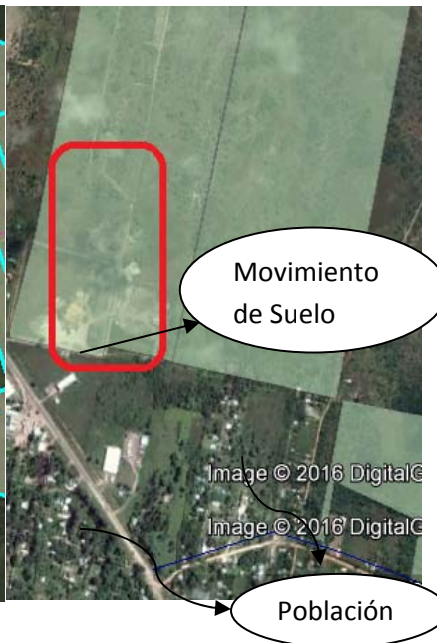 Movimiento
de Suelo
Image © 2016 DigitalG
Image © 2016 DigitalG
Población